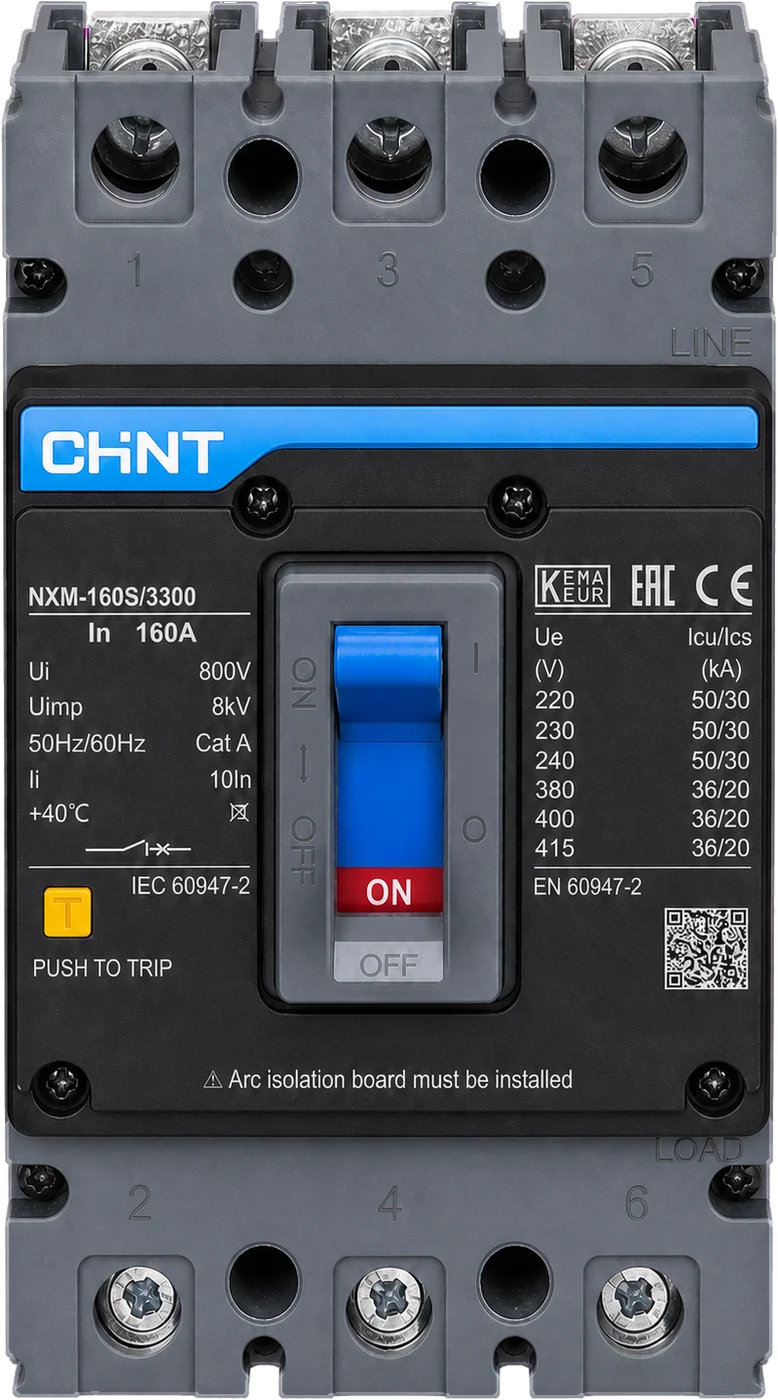 1 3 5
LINE
CHiNT
NXM-160S/3300
In 160A
Ui 800V
Uimp 8kV
50Hz/60Hz Cat A
Ii 10In
+40℃
IEC 60947-2
T
PUSH TO TRIP
ON
OFF
I
O
ON
OFF
KEMA
EUR
EAC CE
Ue Icu/Ics
(V) (kA)
220 50/30
230 50/30
240 50/30
380 36/20
400 36/20
415 36/20
EN 60947-2
⚠ Arc isolation board must be installed
LOAD
2 4 6